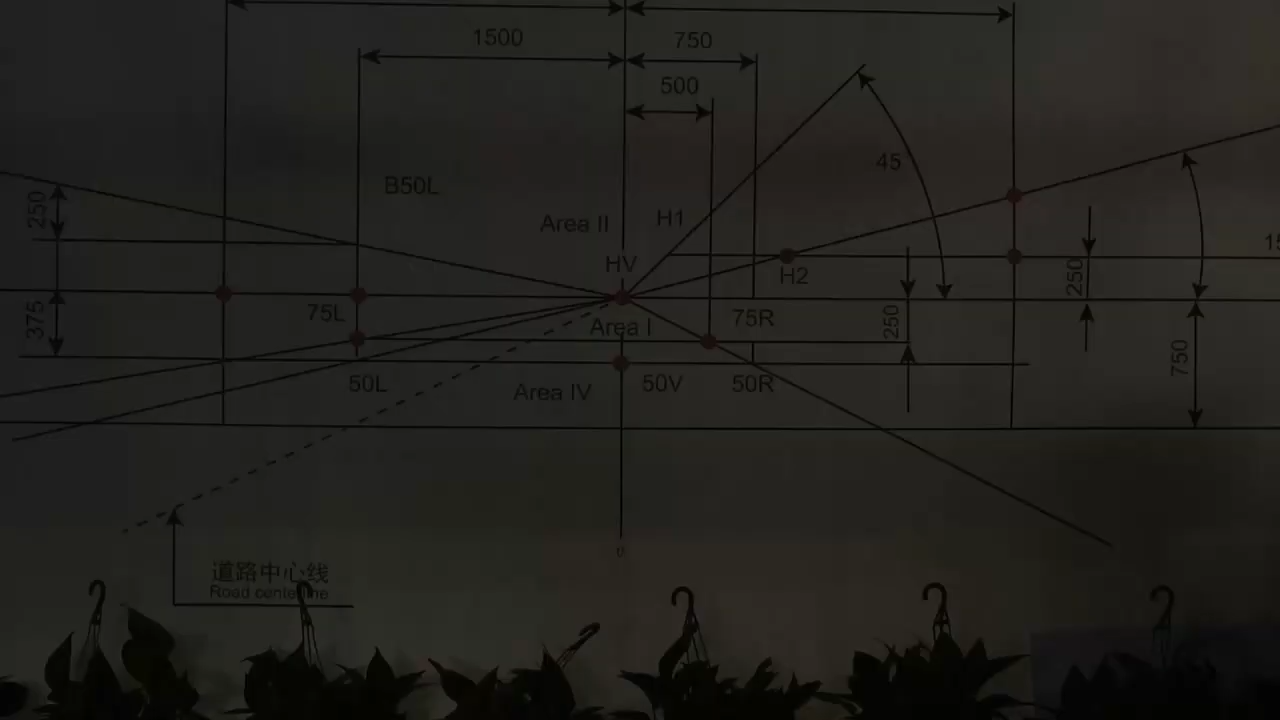 1500
750
500
45
B50L
250
Area II
H1
HV
H2
250
15
75L
375
Area I
75R
250
750
50L
Area IV
50V
50R
道路中心线
Road centerline